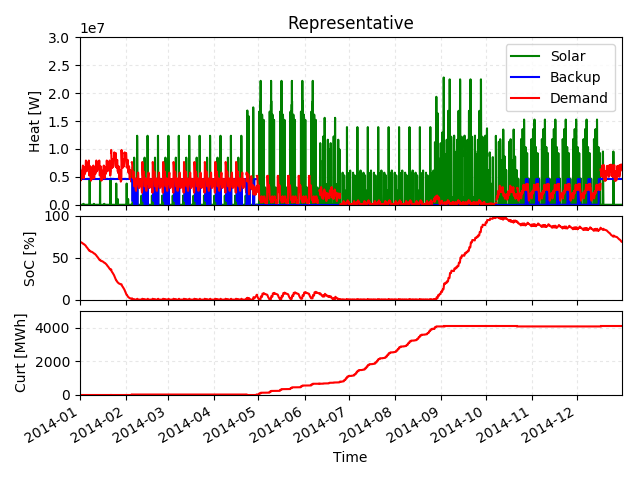 Representative
1e7
3.0
2.5
2.0
1.5
1.0
0.5
0.0
Heat [W]
Solar
Backup
Demand
100
50
0
SoC [%]
4000
2000
0
Curt [MWh]
2014-01
2014-02
2014-03
2014-04
2014-05
2014-06
2014-07
2014-08
2014-09
2014-10
2014-11
2014-12
Time